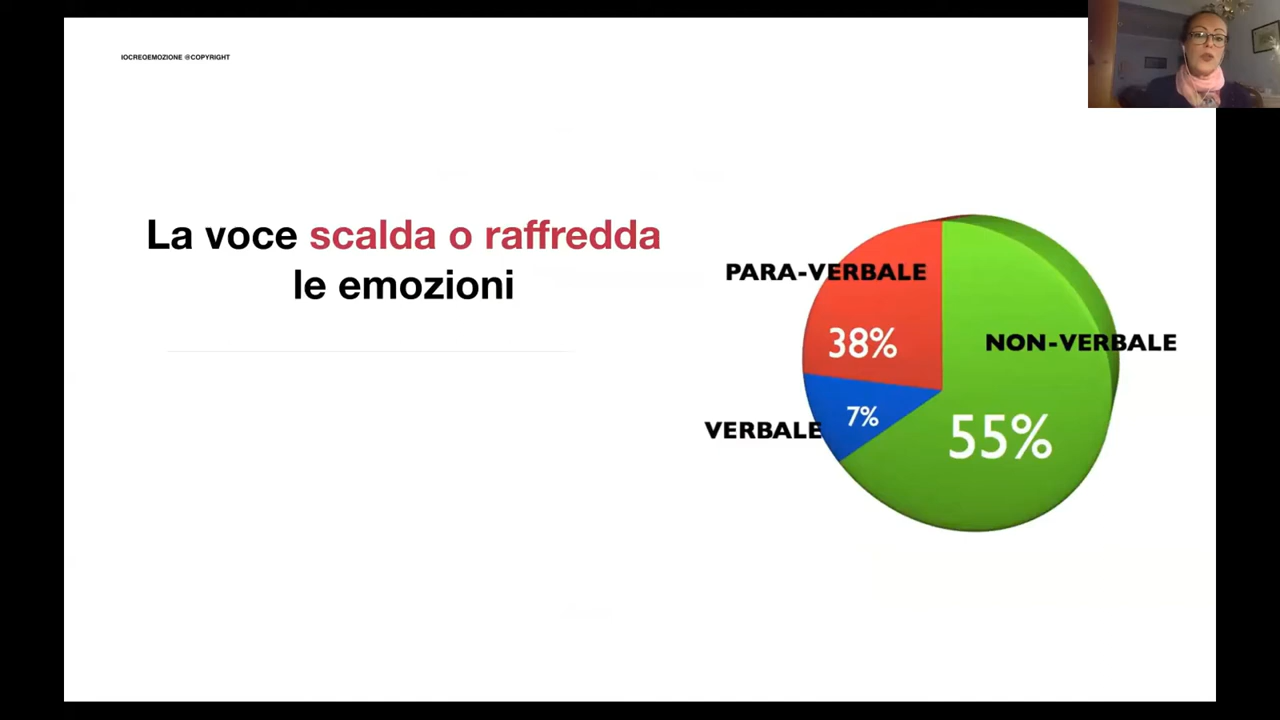 IOCREOEMOZIONE @COPYRIGHT
La voce scalda o raffredda
le emozioni
PARA-VERBALE
38%
NON-VERBALE
7%
VERBALE
55%